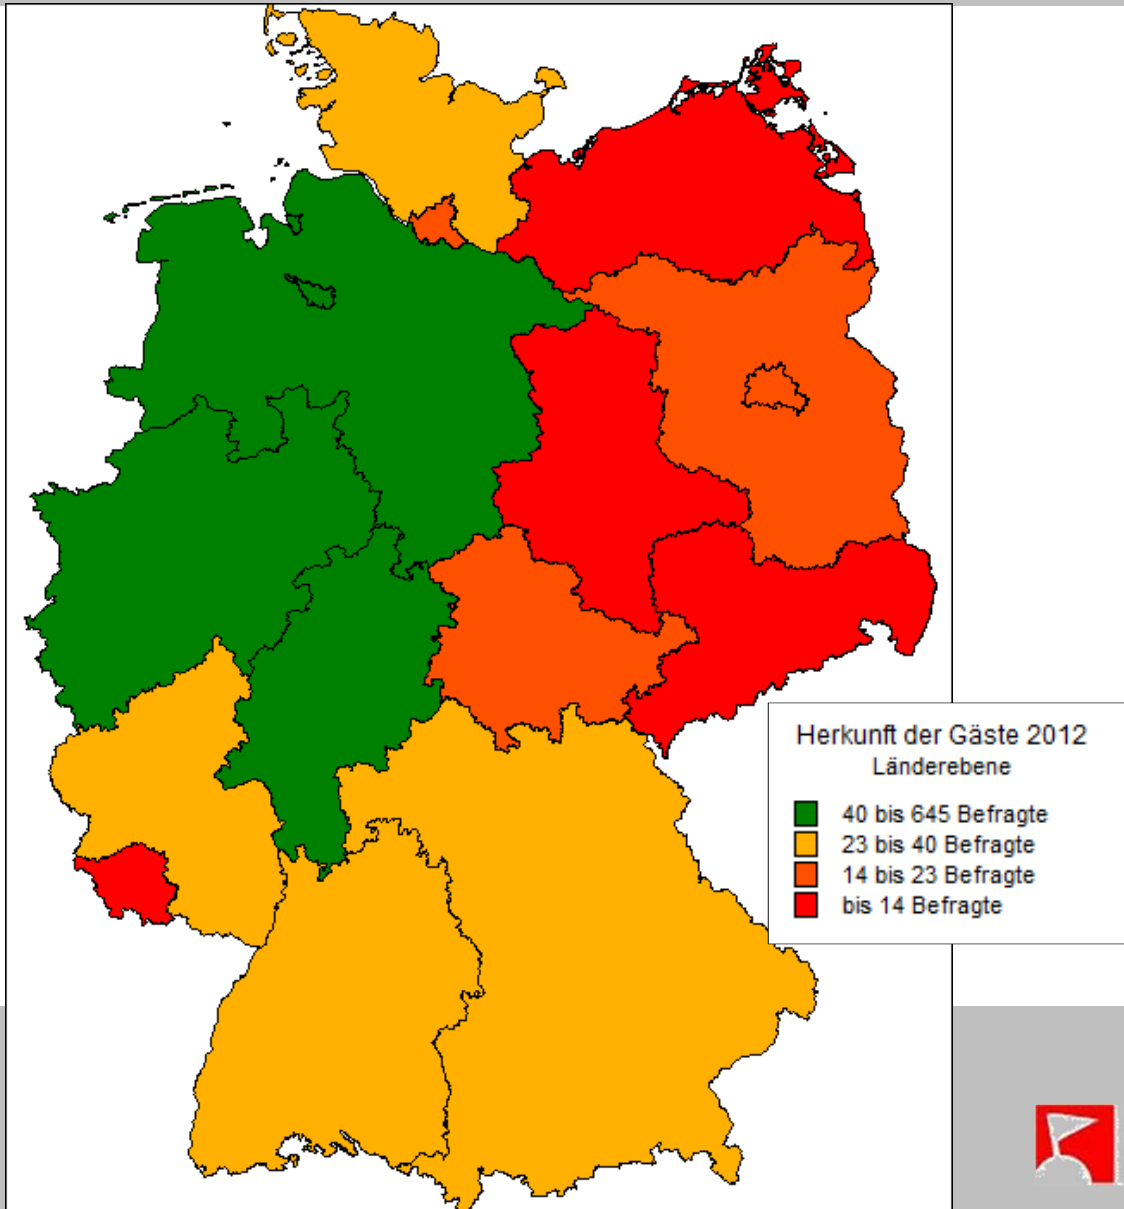 Herkunft der Gäste 2012
Länderebene
40 bis 645 Befragte
23 bis 40 Befragte
14 bis 23 Befragte
bis 14 Befragte